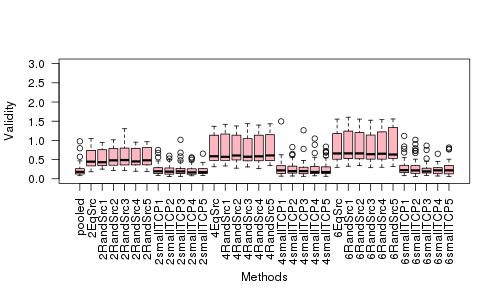 3.0
2.5
2.0
1.5
1.0
0.5
0.0
Validity
pooled
2EqSrc
2RandSrc1
2RandSrc2
2RandSrc3
2RandSrc4
2RandSrc5
2smallTCP1
2smallTCP2
2smallTCP3
2smallTCP4
2smallTCP5
4EqSrc
4RandSrc1
4RandSrc2
4RandSrc3
4RandSrc4
4RandSrc5
4smallTCP1
4smallTCP2
4smallTCP3
4smallTCP4
4smallTCP5
6EqSrc
6RandSrc1
6RandSrc2
6RandSrc3
6RandSrc4
6RandSrc5
6smallTCP1
6smallTCP2
6smallTCP3
6smallTCP4
6smallTCP5
Methods